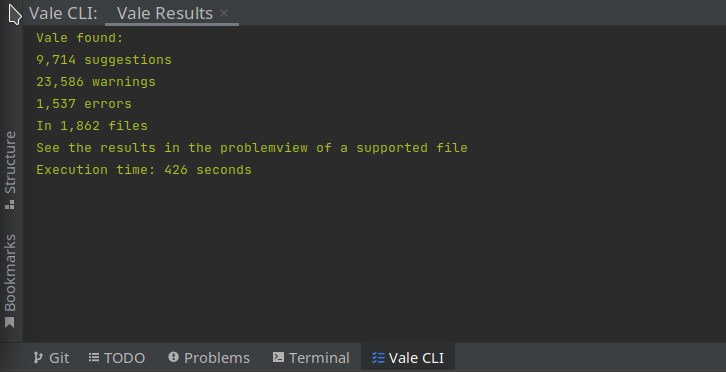 Vale CLI: Vale Results ×
Vale found:
9,714 suggestions
23,586 warnings
1,537 errors
In 1,862 files
See the results in the problemview of a supported file
Execution time: 426 seconds
Structure
Bookmarks
Git TODO Problems Terminal Vale CLI